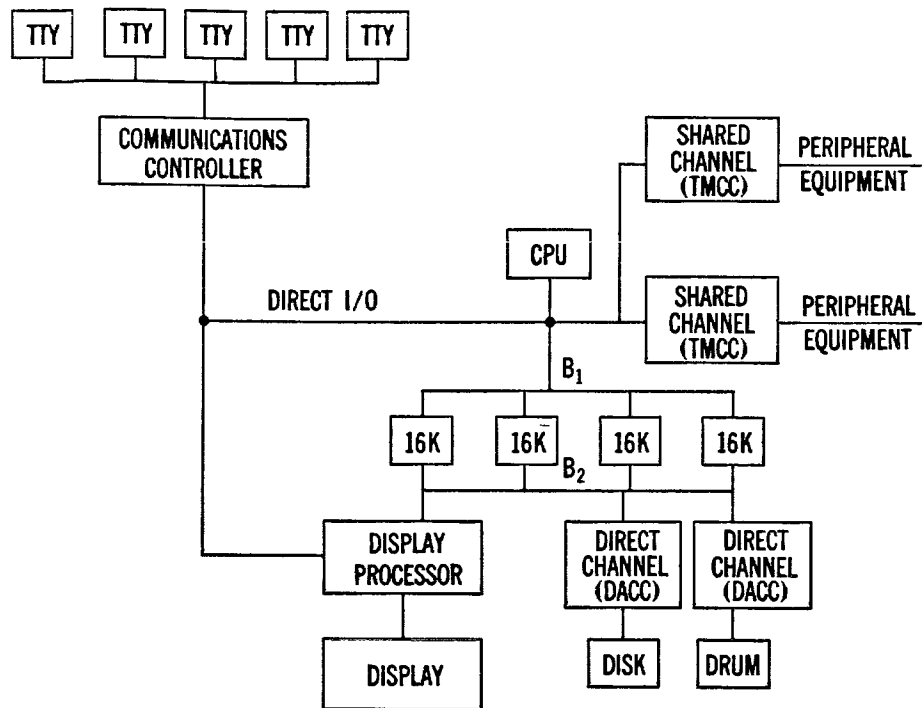 TTY TTY TTY TTY TTY
COMMUNICATIONS
CONTROLLER
SHARED
CHANNEL
(TMCC)
PERIPHERAL
EQUIPMENT
CPU
DIRECT I/O
SHARED
CHANNEL
(TMCC)
PERIPHERAL
EQUIPMENT
B₁
16K 16K 16K 16K
B₂
DISPLAY
PROCESSOR
DIRECT
CHANNEL
(DACC)
DIRECT
CHANNEL
(DACC)
DISPLAY
DISK
DRUM